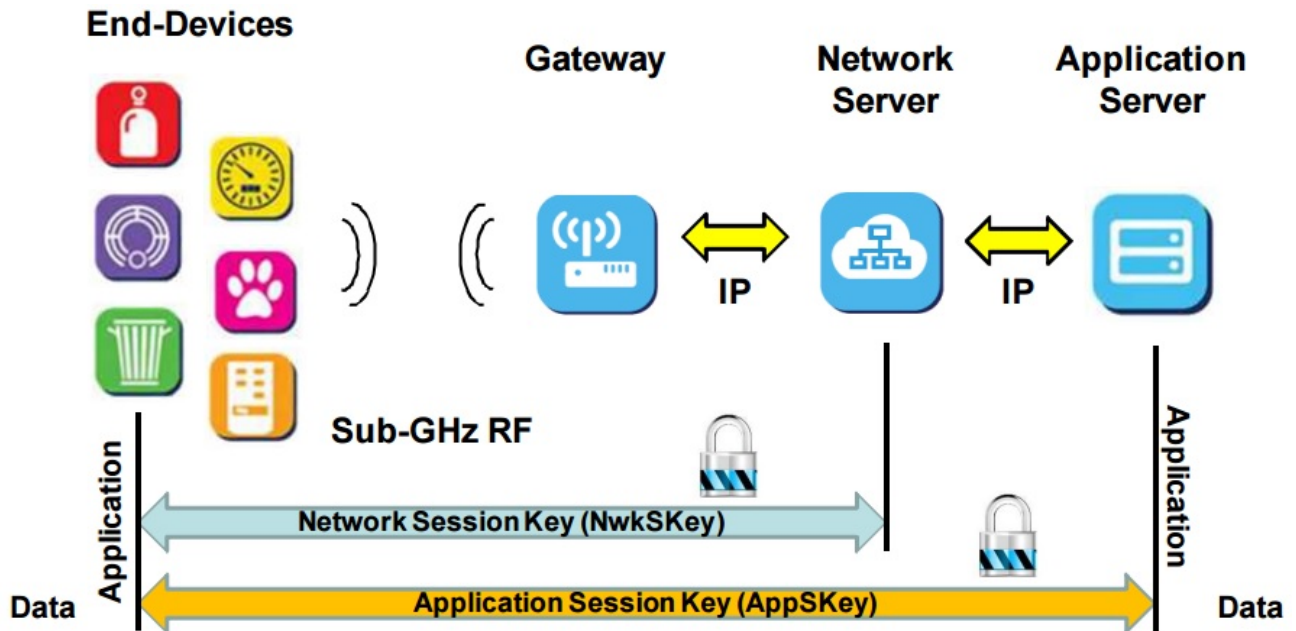 End-Devices
Gateway
Network
Server
Application
Server
IP
IP
Sub-GHz RF
Application
Application
Network Session Key (NwkSKey)
Data
Application Session Key (AppSKey)
Data